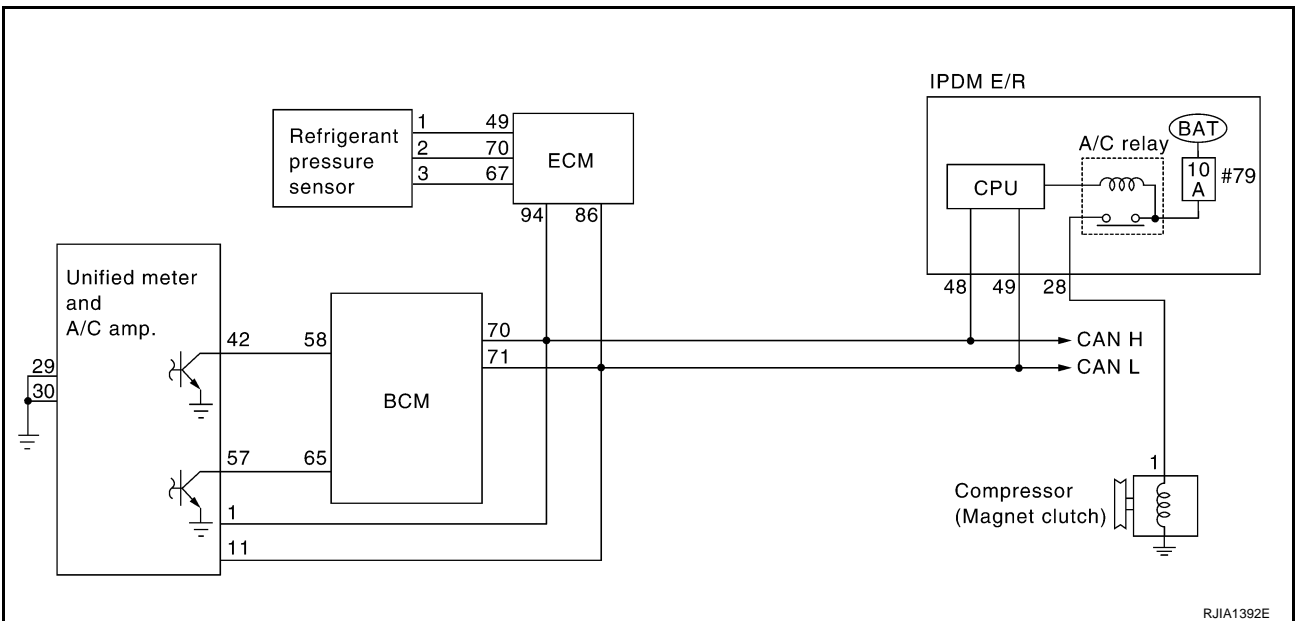 IPDM E/R
BAT
A/C relay
10
A
#79
CPU
Refrigerant
pressure
sensor
1
2
3
49
70
67
ECM
94
86
48
49
28
Unified meter
and
A/C amp.
29
30
42
58
57
65
1
11
BCM
70
71
CAN H
CAN L
1
Compressor
(Magnet clutch)
RJIA1392E